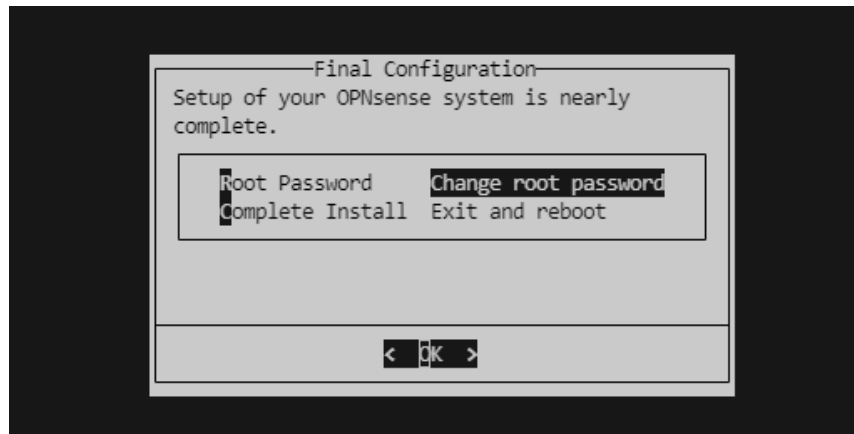 Final Configuration
Setup of your OPNsense system is nearly
complete.
Root Password Change root password
Complete Install Exit and reboot
< OK >